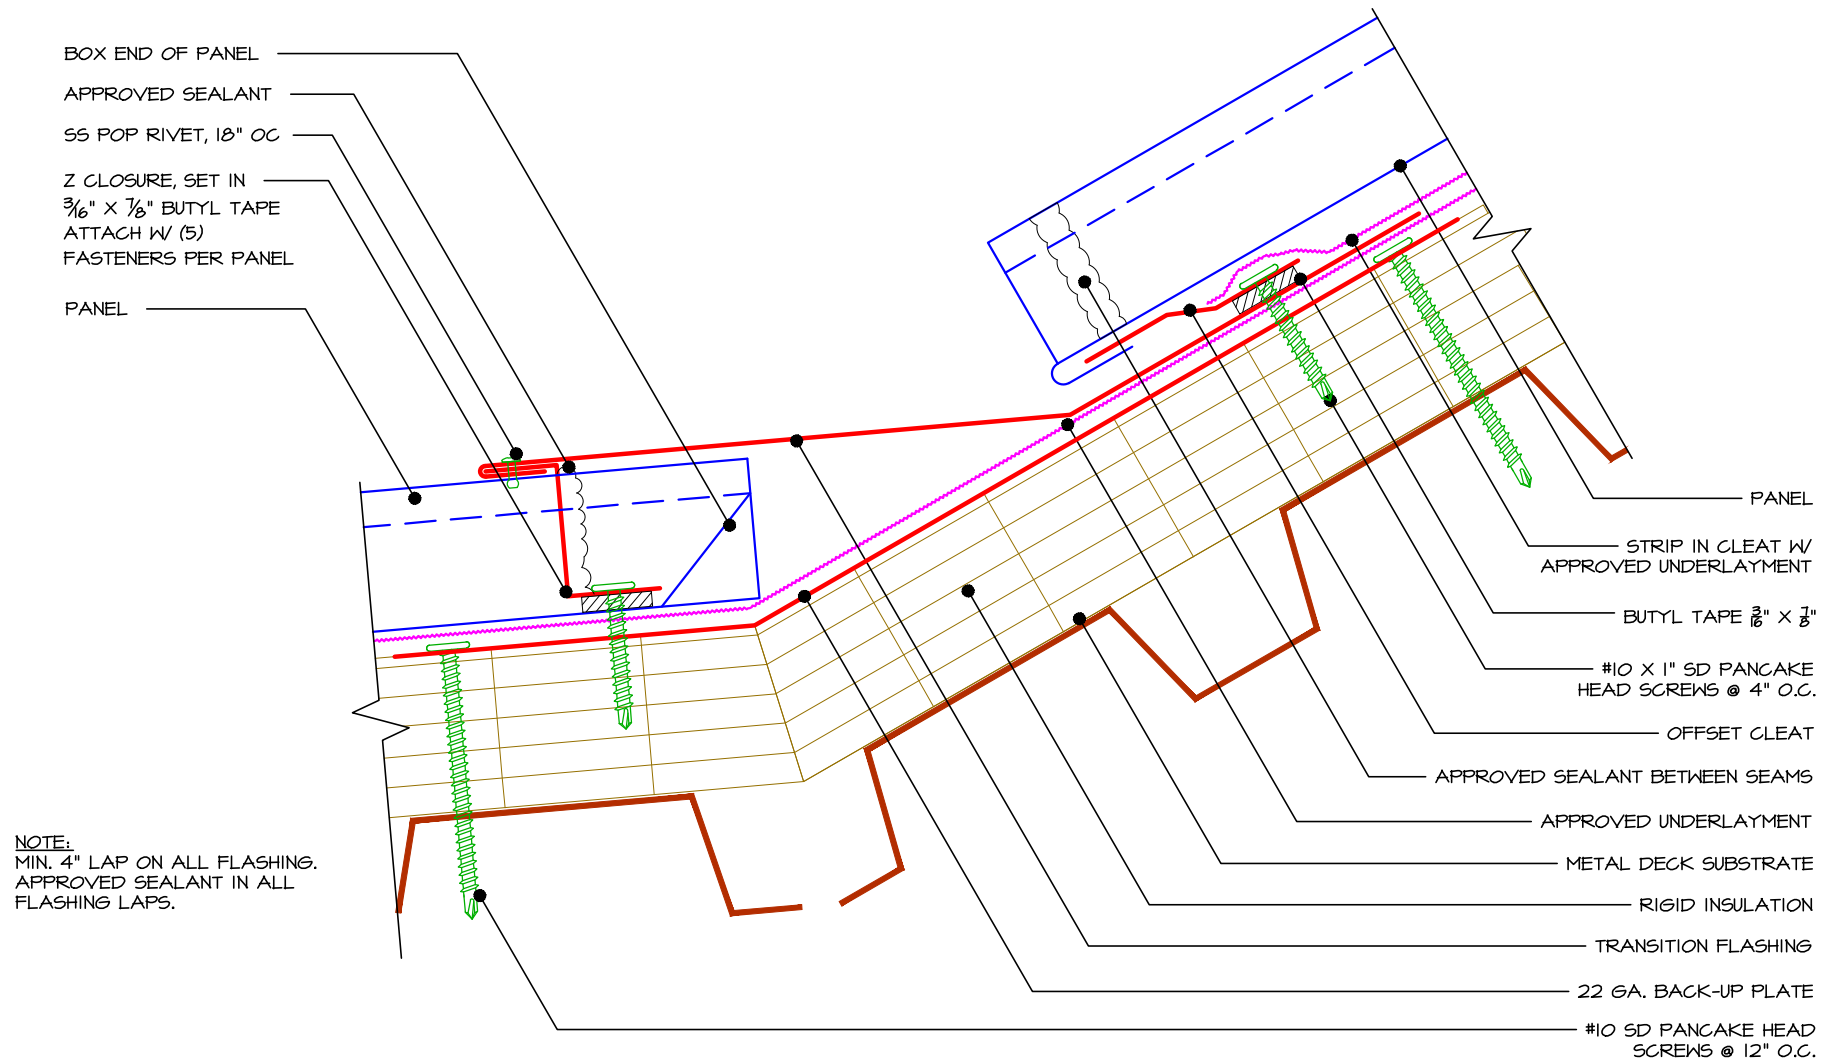 BOX END OF PANEL
APPROVED SEALANT
SS POP RIVET, 18" OC
Z CLOSURE, SET IN
3/16" X 7/8" BUTYL TAPE
ATTACH W/ (5)
FASTENERS PER PANEL
PANEL
NOTE:
MIN. 4" LAP ON ALL FLASHING.
APPROVED SEALANT IN ALL
FLASHING LAPS.
PANEL
STRIP IN CLEAT W/
APPROVED UNDERLAYMENT
BUTYL TAPE 3/16" X 7/8"
#10 X 1" SD PANCAKE
HEAD SCREWS @ 4" O.C.
OFFSET CLEAT
APPROVED SEALANT BETWEEN SEAMS
APPROVED UNDERLAYMENT
METAL DECK SUBSTRATE
RIGID INSULATION
TRANSITION FLASHING
22 GA. BACK-UP PLATE
#10 SD PANCAKE HEAD
SCREWS @ 12" O.C.